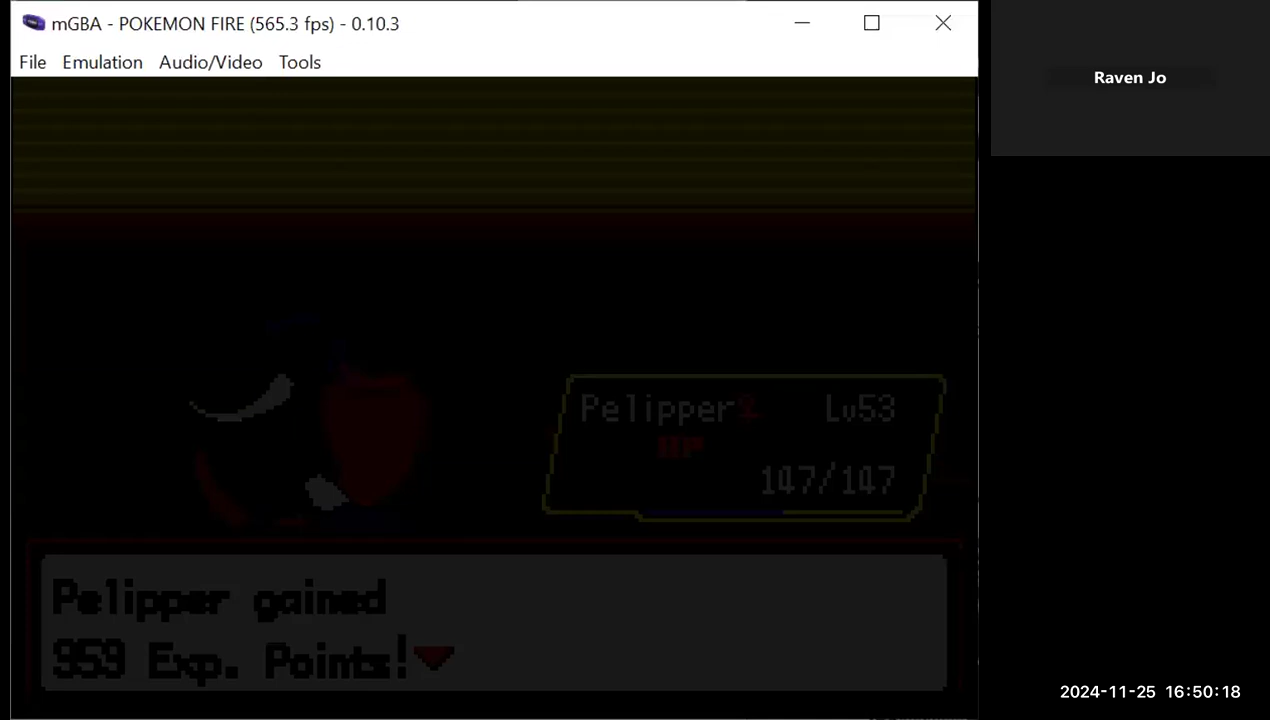 mGBA - POKEMON FIRE (565.3 fps) - 0.10.3
File Emulation Audio/Video Tools
Raven Jo
Pelipper♀ Lv53
HP
147/147
Pelipper gained
959 Exp. Points!
2024-11-25 16:50:18